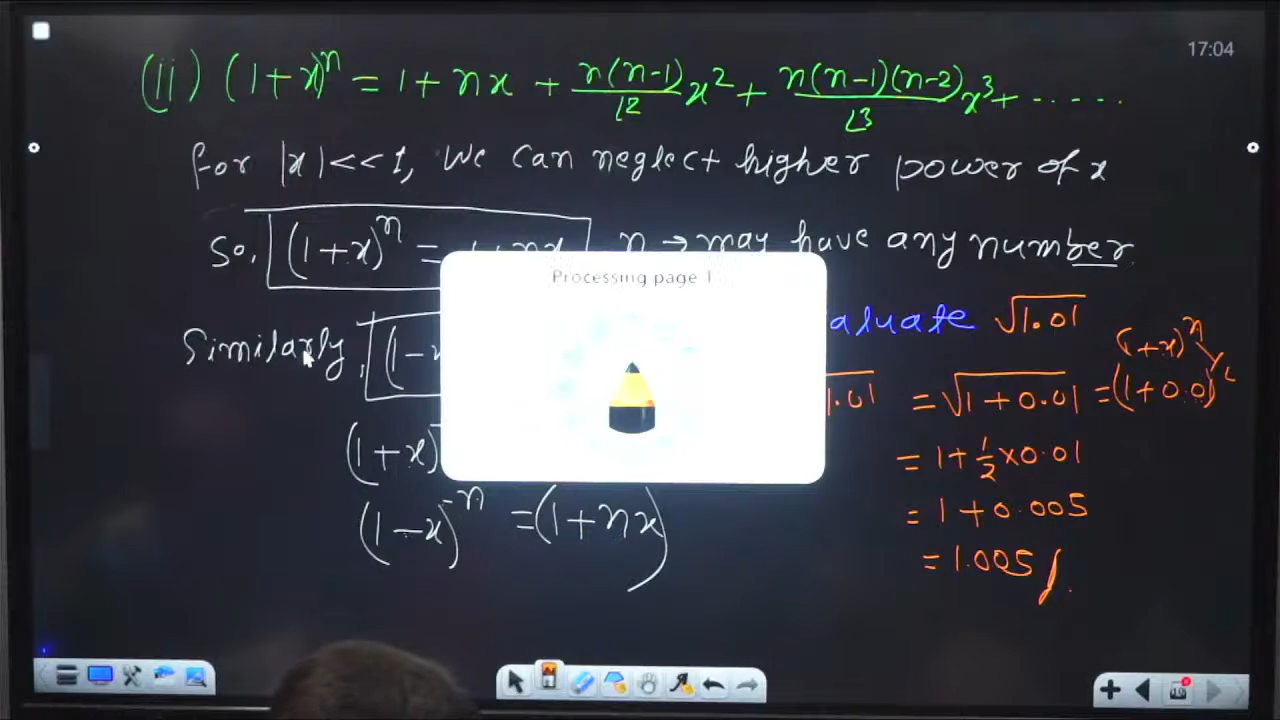 17:04
(ii) (1+x)^n = 1 + nx + n(n-1)/⌊2 x^2 + n(n-1)(n-2)/⌊3 x^3 + .....
for |x|<<1, we can neglect higher power of x
So, (1+x)^n = n → may have any number
Processing page 1
Similarly, (1-x
(1+x)
(1-x)^-n = (1+nx)
aluate √1.01
(1+x)^n
1.01 = √1+0.01 = (1+0.0)
= 1+1/2×0.01
= 1+0.005
= 1.005